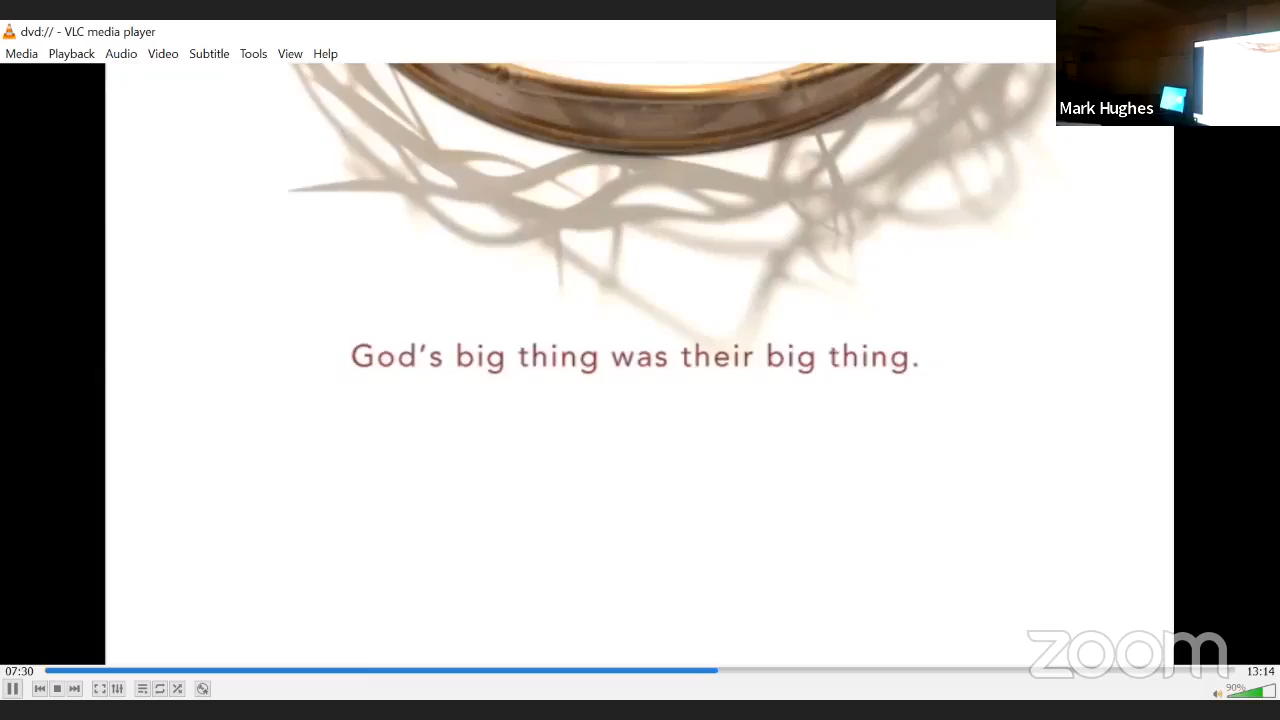 dvd:// - VLC media player
Media Playback Audio Video Subtitle Tools View Help
Mark Hughes
God's big thing was their big thing.
zoom
07:30
13:14
90%